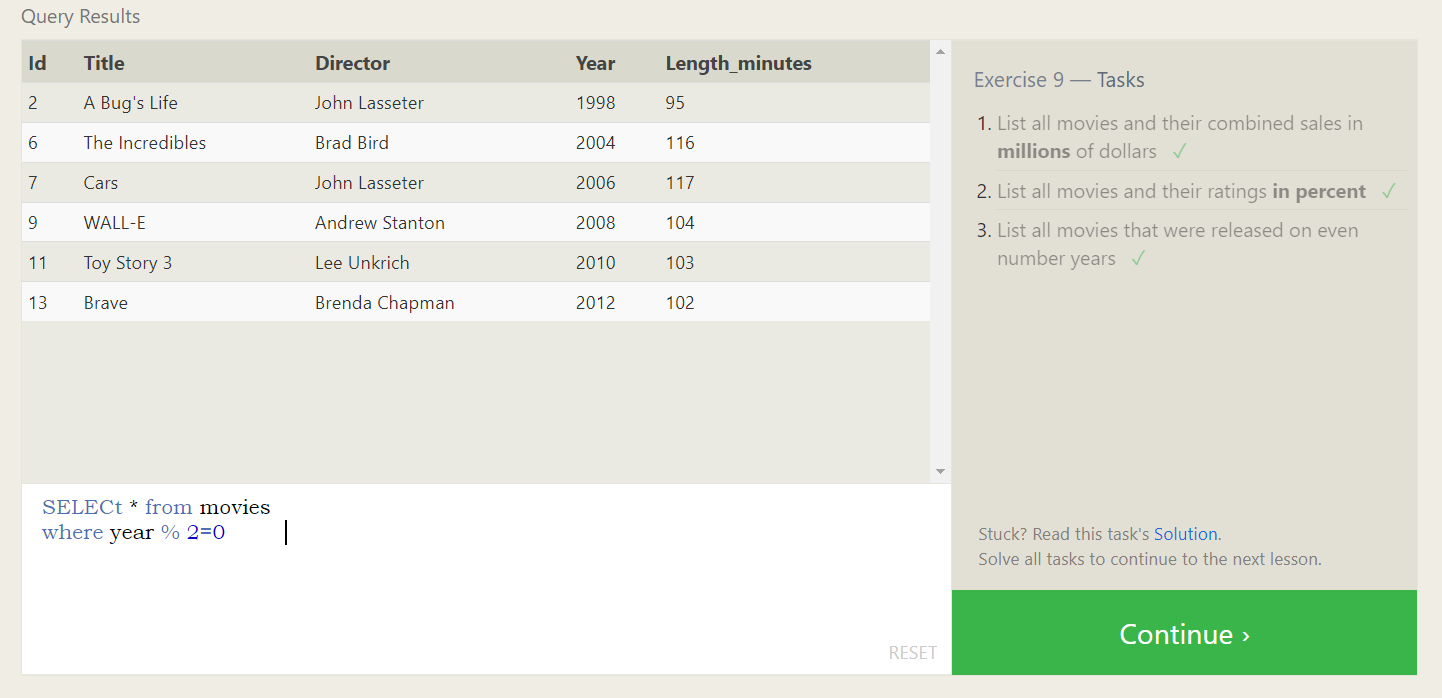 Query Results
Id Title Director Year Length_minutes
2 A Bug's Life John Lasseter 1998 95
6 The Incredibles Brad Bird 2004 116
7 Cars John Lasseter 2006 117
9 WALL-E Andrew Stanton 2008 104
11 Toy Story 3 Lee Unkrich 2010 103
13 Brave Brenda Chapman 2012 102
SELECt * from movies
where year % 2=0
RESET
Exercise 9 — Tasks
1. List all movies and their combined sales in
millions of dollars ✓
2. List all movies and their ratings in percent ✓
3. List all movies that were released on even
number years ✓
Stuck? Read this task's Solution.
Solve all tasks to continue to the next lesson.
Continue ›